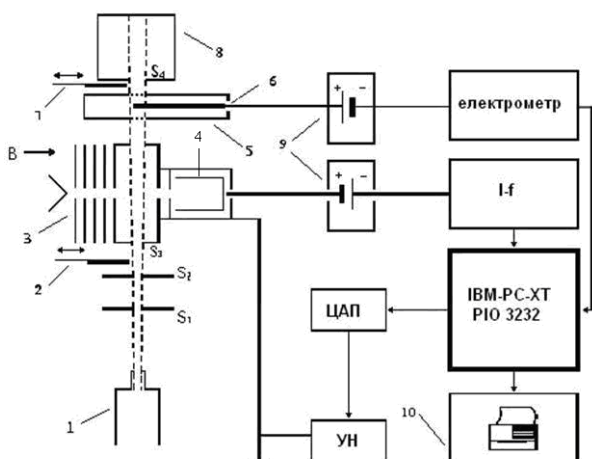 8
S₄
7
6
5
+ −
електрометр
B
4
9
3
+ −
I-f
S₃
2
S₂
S₁
ЦАП
IBM-PC-XT
PIO 3232
1
УН
10